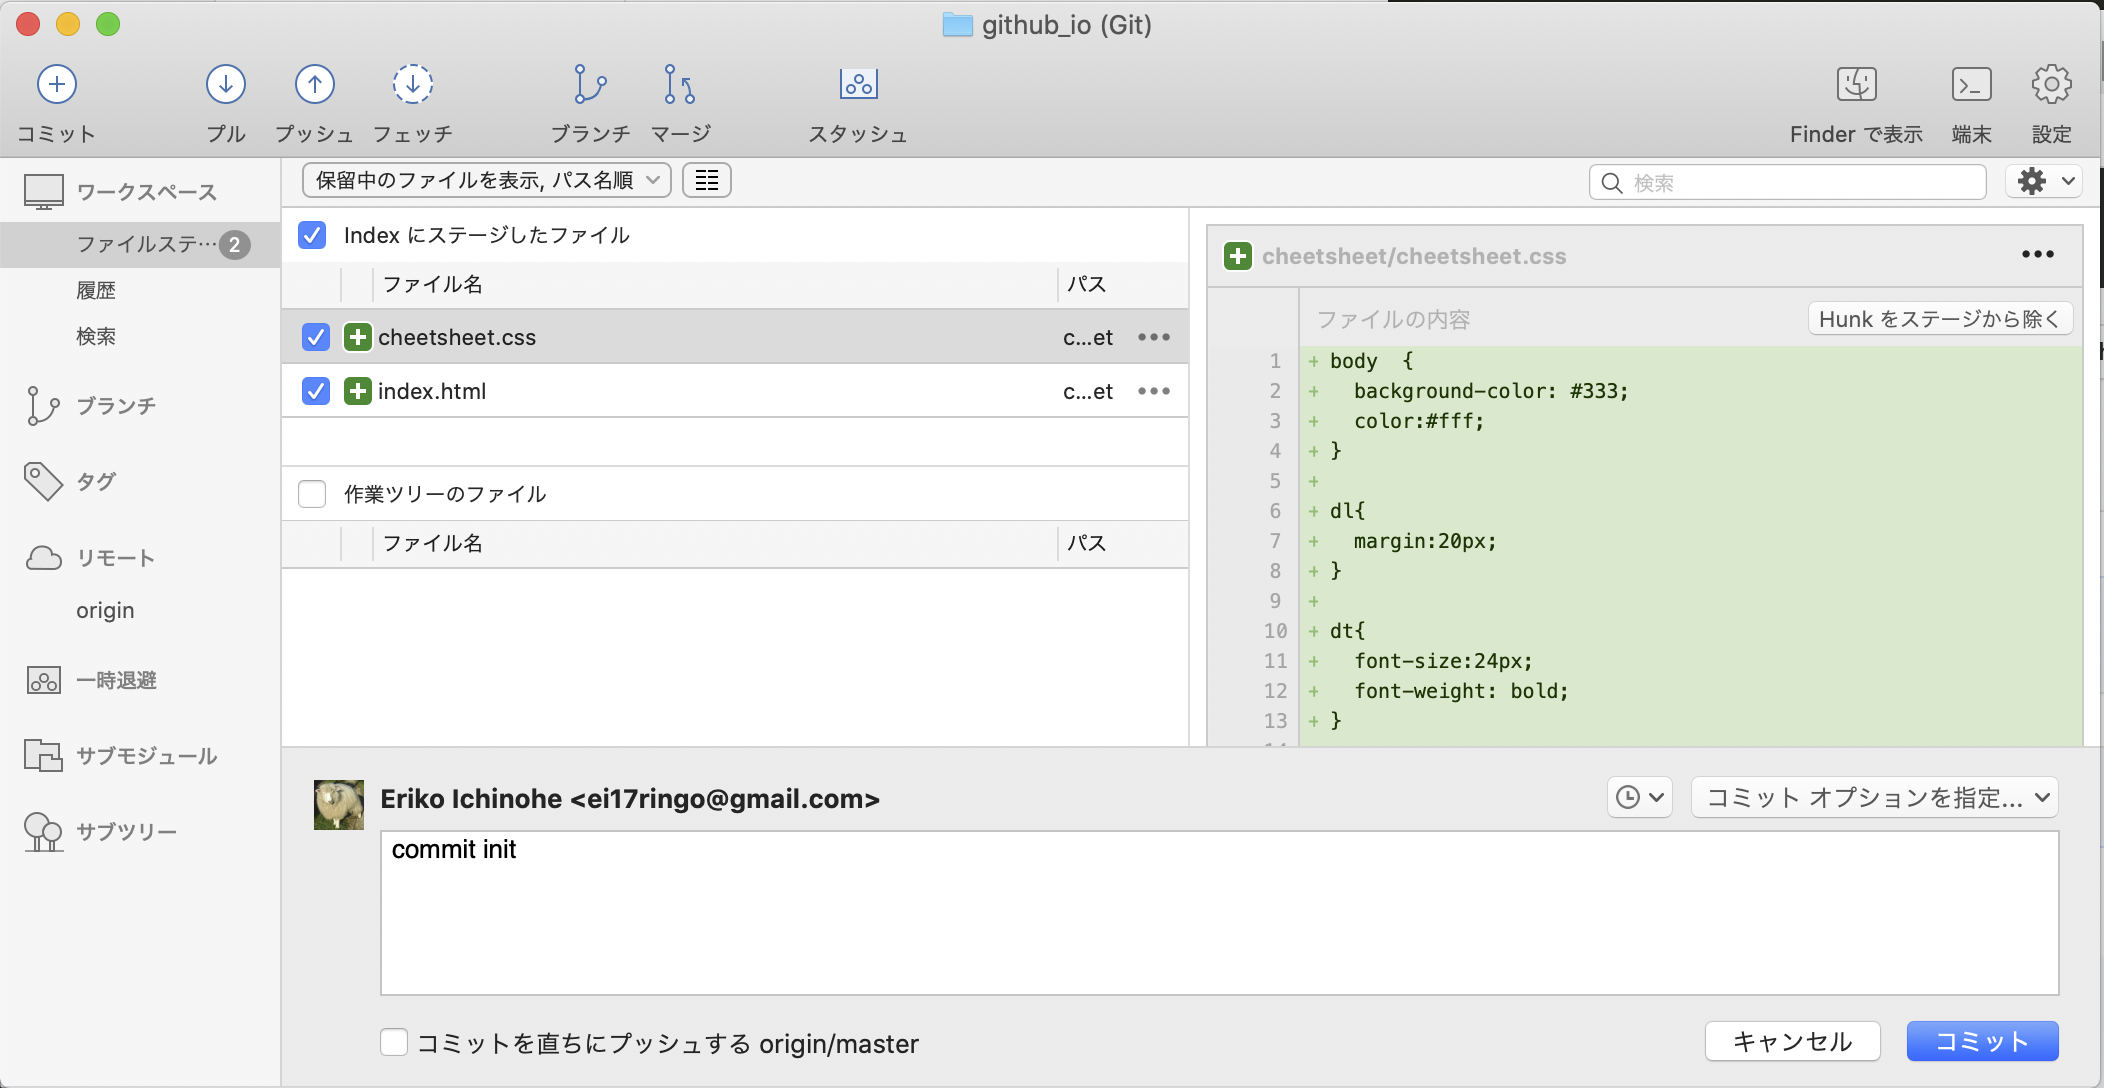 github_io (Git)
コミット
プル
プッシュ
フェッチ
ブランチ
マージ
スタッシュ
Finder で表示
端末
設定
ワークスペース
ファイルステ… 2
履歴
検索
ブランチ
タグ
リモート
origin
一時退避
サブモジュール
サブツリー
保留中のファイルを表示, パス名順
検索
Index にステージしたファイル
ファイル名 パス
cheetsheet.css c...et
index.html c...et
作業ツリーのファイル
ファイル名 パス
cheetsheet/cheetsheet.css
ファイルの内容
Hunk をステージから除く
1 + body  {
2 +   background-color: #333;
3 +   color:#fff;
4 + }
5 +
6 + dl{
7 +   margin:20px;
8 + }
9 +
10 + dt{
11 +   font-size:24px;
12 +   font-weight: bold;
13 + }
Eriko Ichinohe <ei17ringo@gmail.com>
コミット オプションを指定...
commit init
コミットを直ちにプッシュする origin/master
キャンセル
コミット